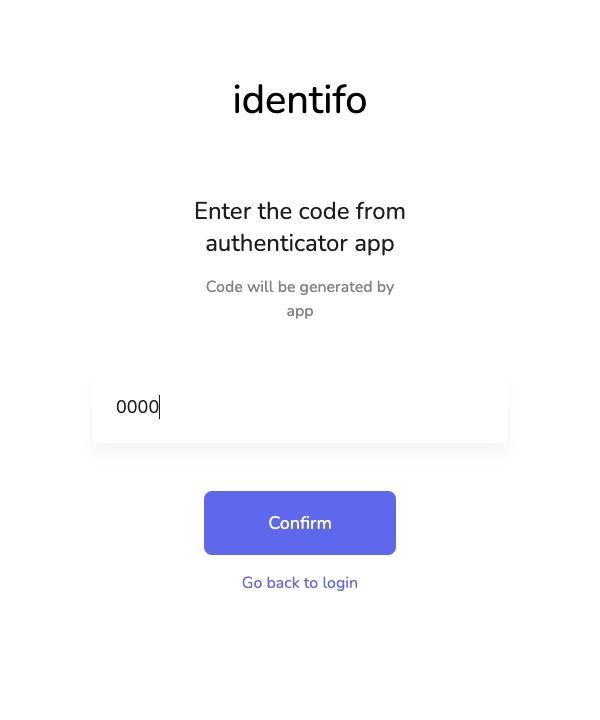 identifo
Enter the code from
authenticator app
Code will be generated by
app
0000
Confirm
Go back to login